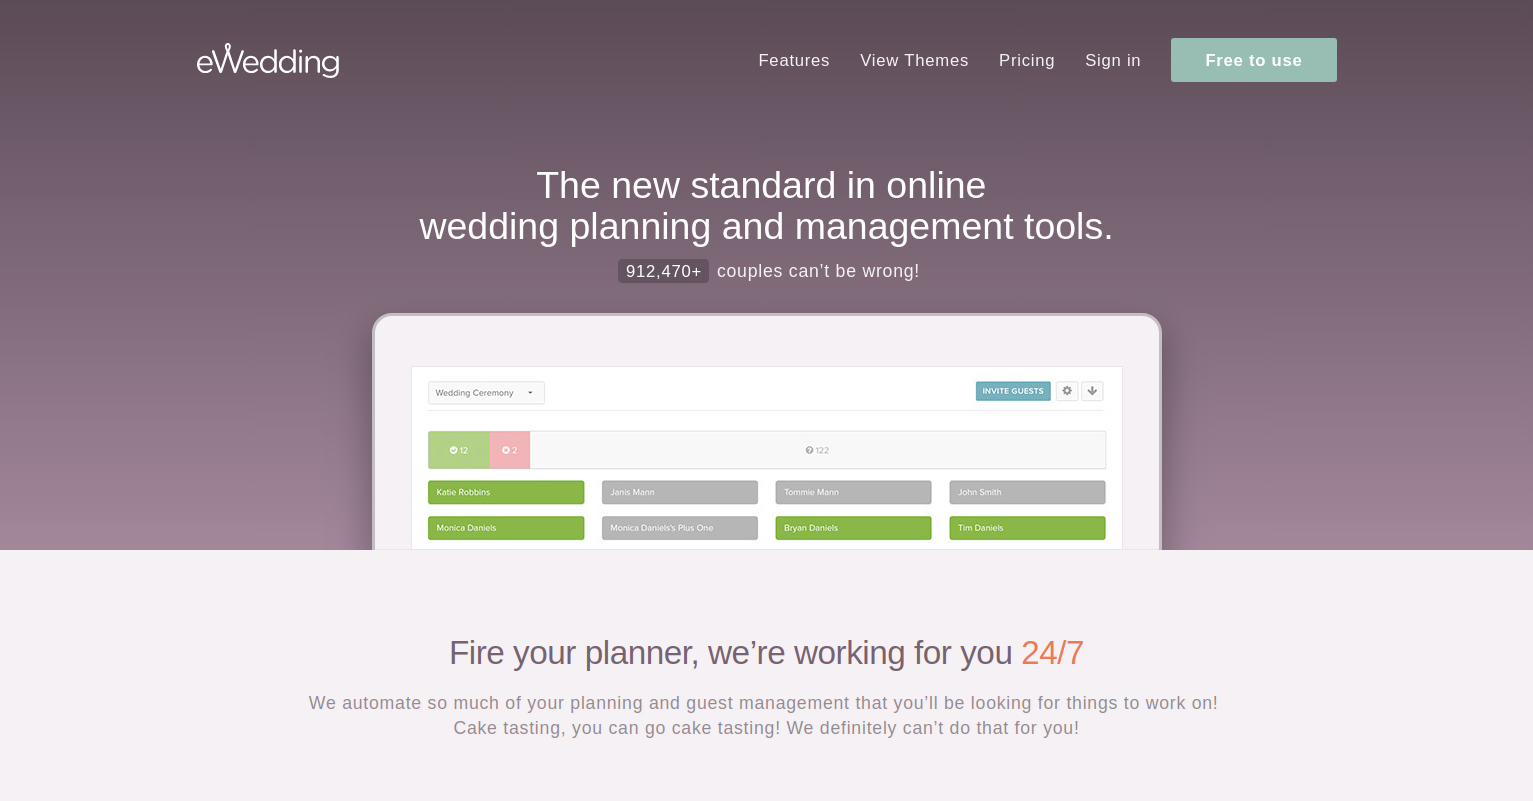 eWedding
Features View Themes Pricing Sign in Free to use
The new standard in online
wedding planning and management tools.
912,470+ couples can’t be wrong!
Wedding Ceremony INVITE GUESTS
12 2 122
Katie Robbins Janis Mann Tommie Mann John Smith
Monica Daniels Monica Daniels's Plus One Bryan Daniels Tim Daniels
Fire your planner, we’re working for you 24/7
We automate so much of your planning and guest management that you’ll be looking for things to work on!
Cake tasting, you can go cake tasting! We definitely can’t do that for you!